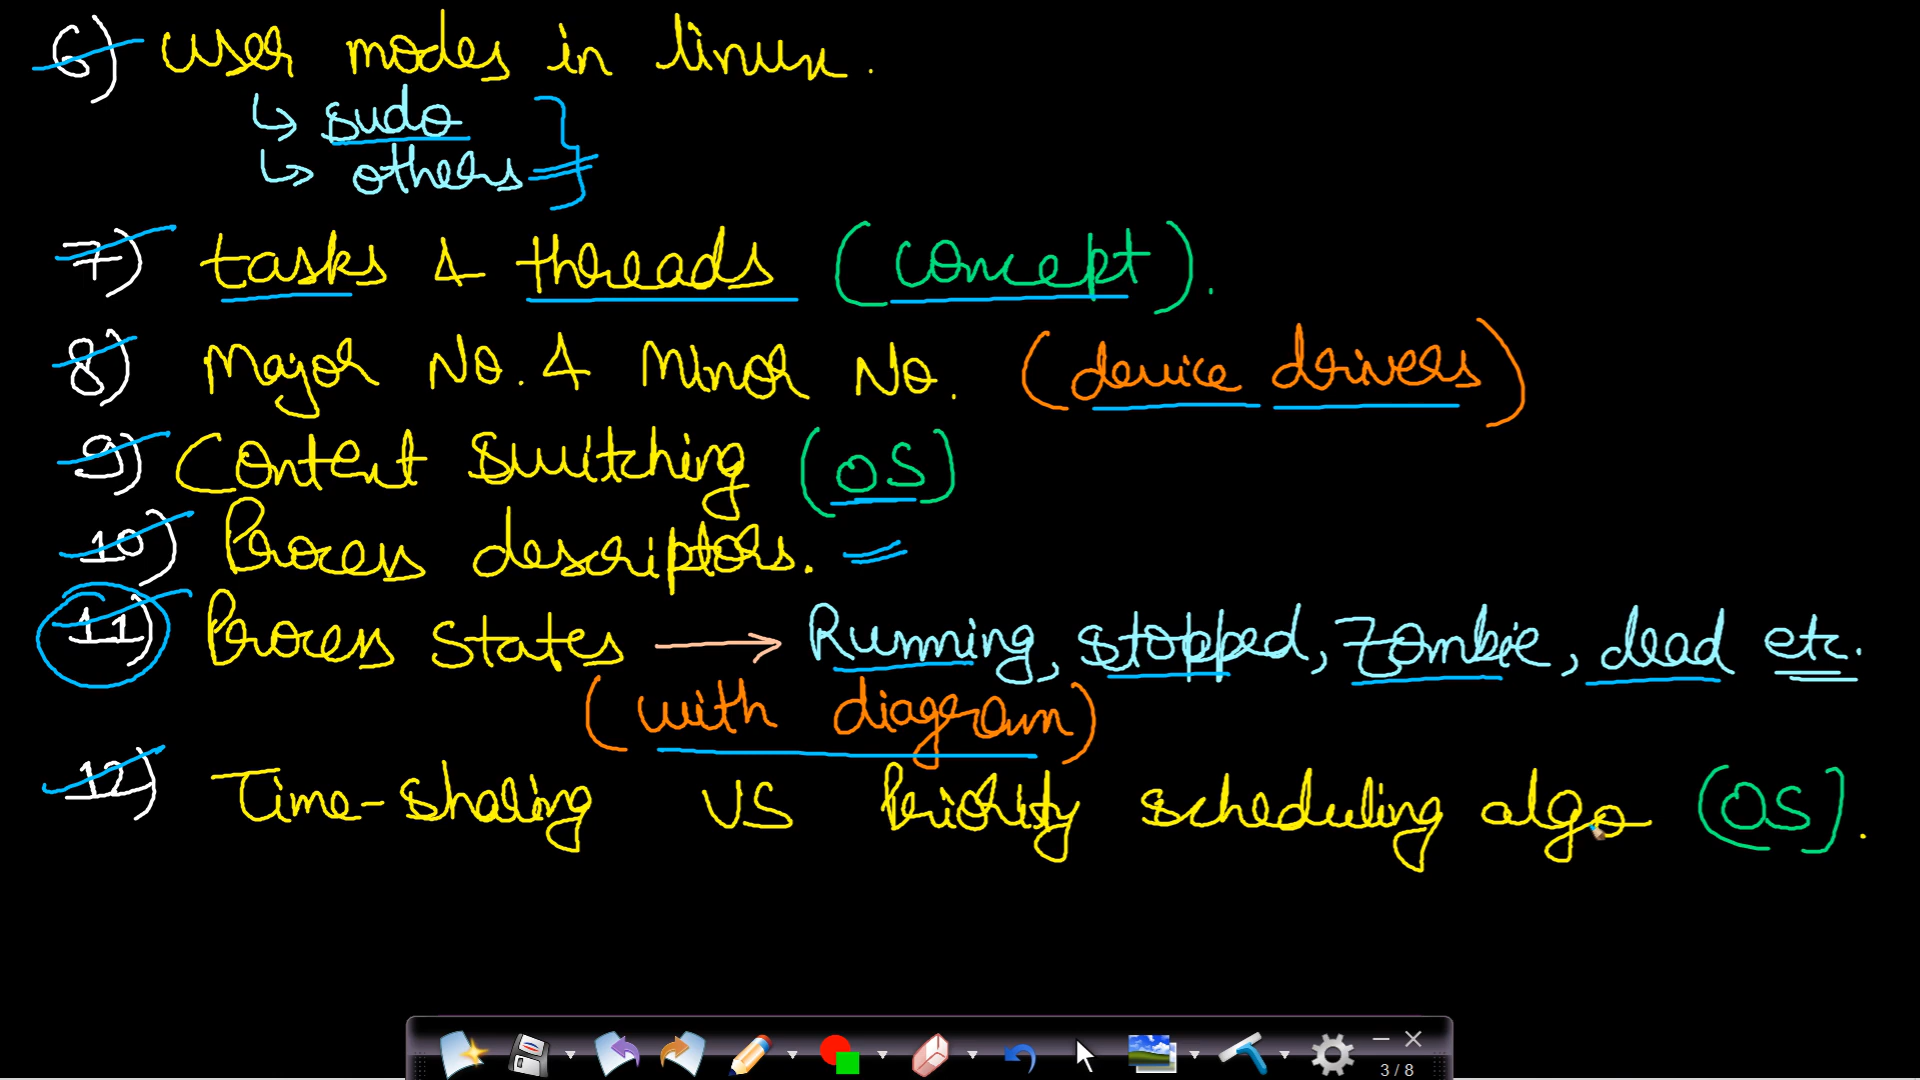 6) User modes in linux.
↳ sudo
↳ others
7) tasks & threads (concept).
8) Major No. & Minor No. (device drivers)
9) Content switching (OS)
10) Process descriptors.
11) Process states → Running, stopped, Zombie, dead etc.
(with diagram)
12) Time-sharing VS Priority scheduling algo (OS).
3 / 8